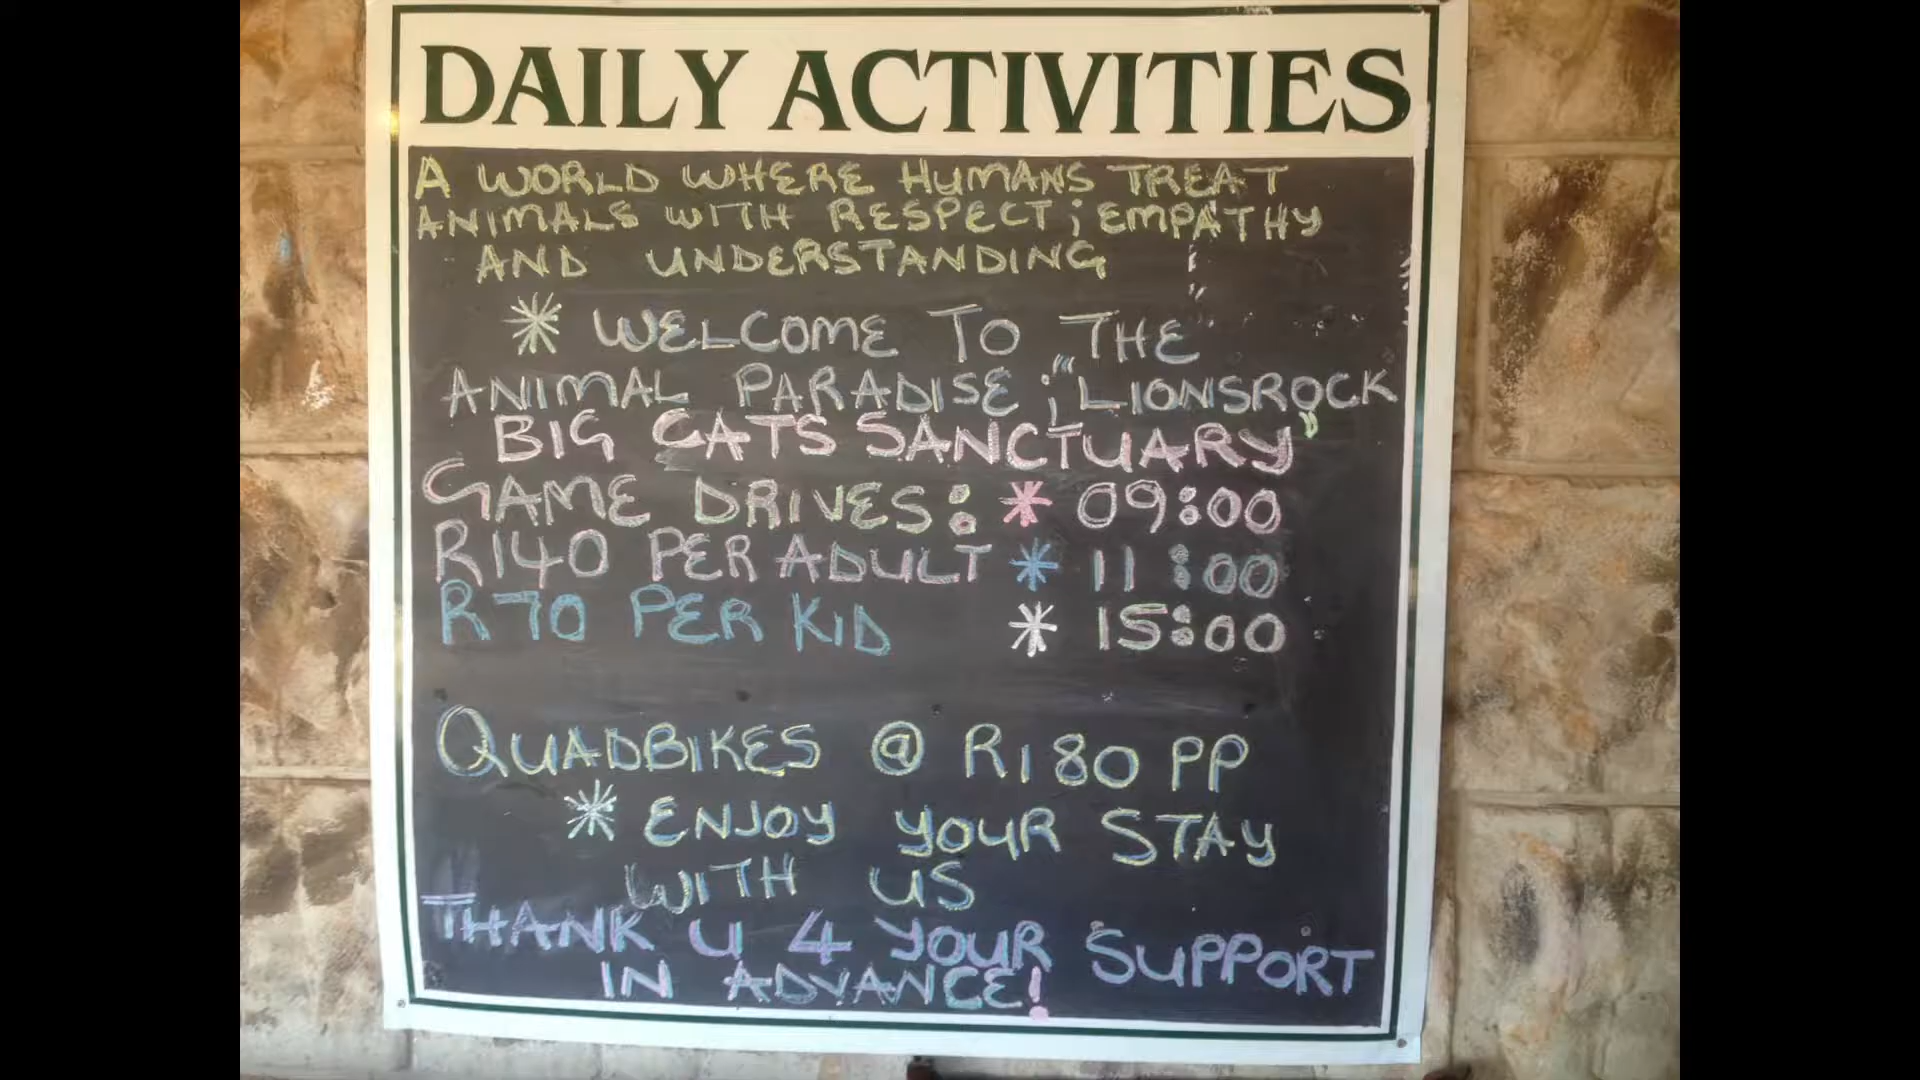 DAILY ACTIVITIES
A WORLD WHERE HUMANS TREAT
ANIMALS WITH RESPECT; EMPATHY
AND UNDERSTANDING
* WELCOME TO THE
ANIMAL PARADISE; "LIONSROCK
BIG CATS SANCTUARY"
GAME DRIVES: * 09:00
R140 PER ADULT * 11:00
R70 PER KID * 15:00
QUADBIKES @ R180 PP
* ENJOY YOUR STAY
WITH US
THANK U 4 YOUR SUPPORT
IN ADVANCE!